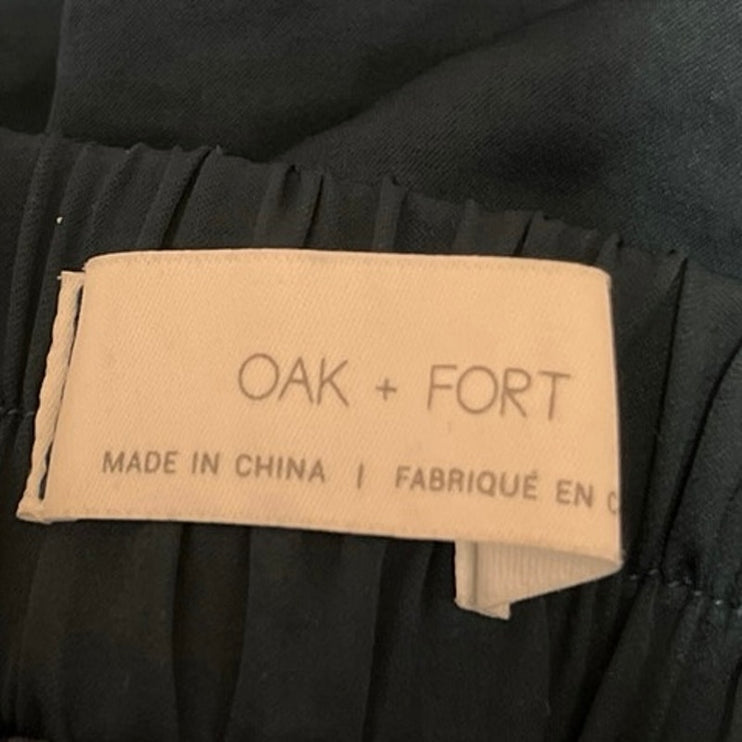 OAK + FORT
MADE IN CHINA | FABRIQUÉ EN